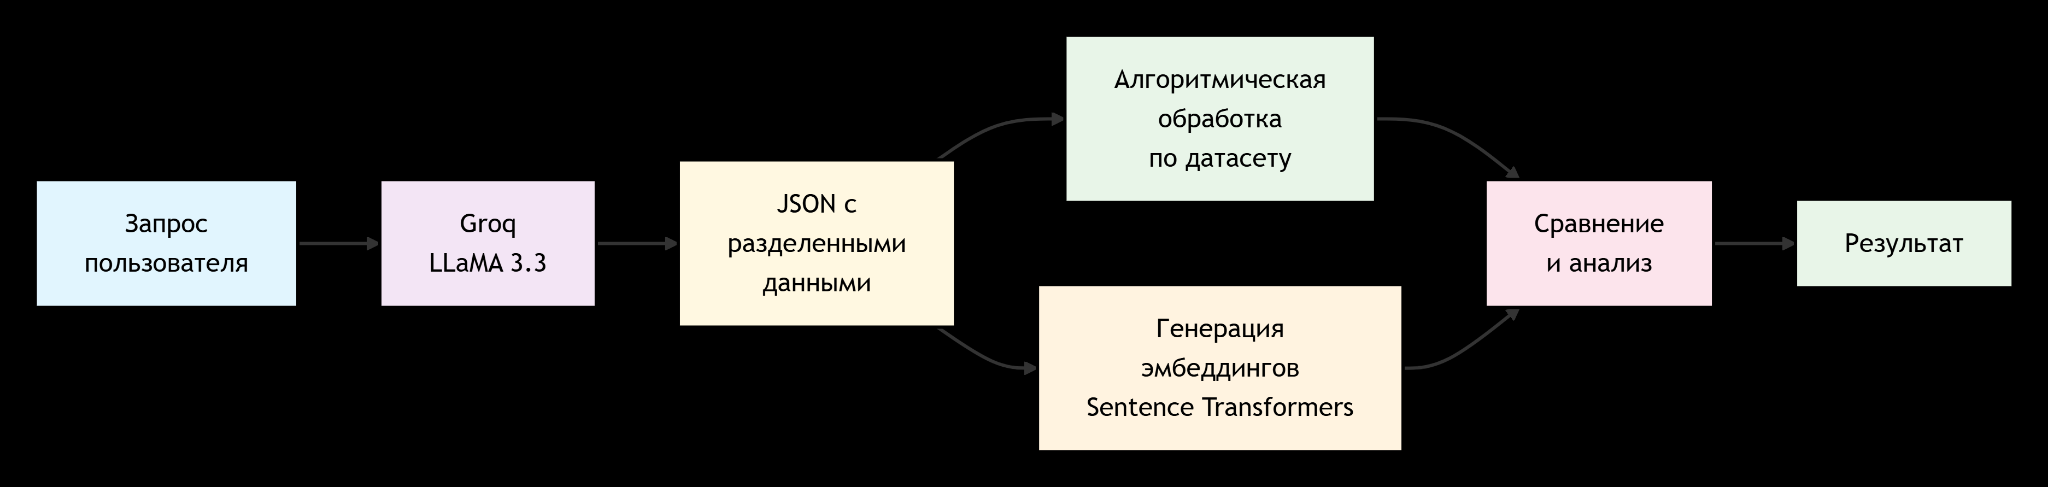 Запрос
пользователя
Groq
LLaMA 3.3
JSON с
разделенными
данными
Алгоритмическая
обработка
по датасету
Генерация
эмбеддингов
Sentence Transformers
Сравнение
и анализ
Результат